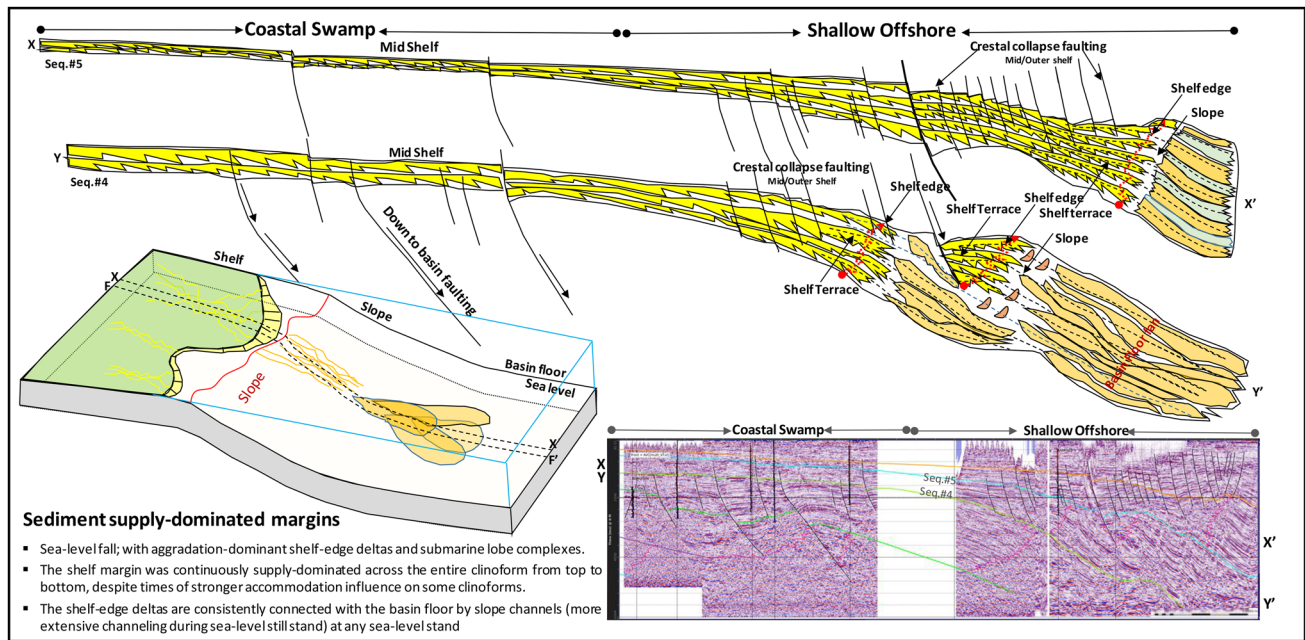 Coastal Swamp
Shallow Offshore
X
Mid Shelf
Crestal collapse faulting
Mid/Outer shelf
Seq.#5
Shelf edge
Slope
Y
Mid Shelf
Seq.#4
Crestal collapse faulting
Mid/Outer Shelf
Shelf edge
Shelf Terrace
Shelf edge
Shelf terrace
X'
Slope
Shelf Terrace
Down to basin faulting
Basin floor fan
Y'
Shelf
X
F
Slope
Basin floor
Sea level
Slope
X
F'
Coastal Swamp
Shallow Offshore
X
Y
Seq.#5
Seq.#4
X'
Y'
Sediment supply-dominated margins
▪ Sea-level fall; with aggradation-dominant shelf-edge deltas and submarine lobe complexes.
▪ The shelf margin was continuously supply-dominated across the entire clinoform from top to
bottom, despite times of stronger accommodation influence on some clinoforms.
▪ The shelf-edge deltas are consistently connected with the basin floor by slope channels (more
extensive channeling during sea-level still stand) at any sea-level stand